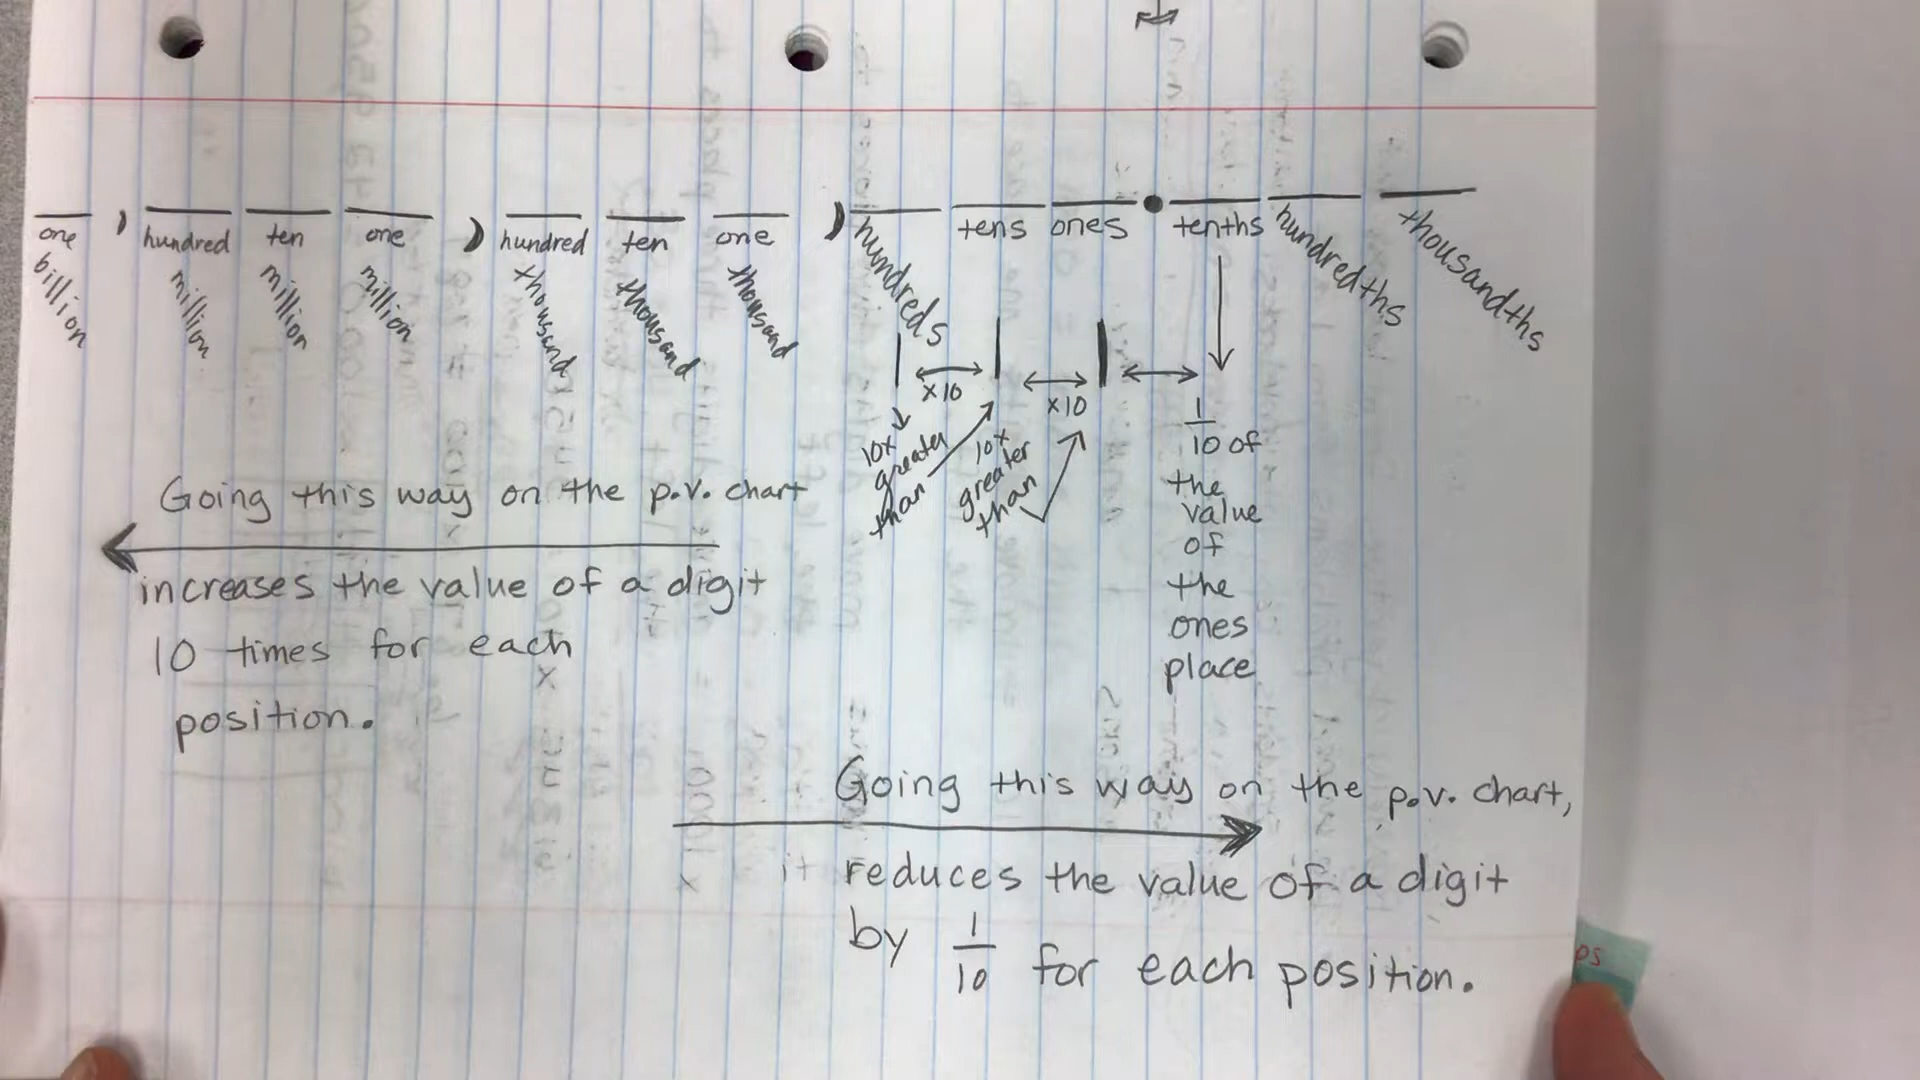 one , hundred ten one , hundred ten one , hundreds tens ones . tenths hundredths thousandths
billion million million million thousand thousand thousand
x10 x10
10x greater than
10x greater than
1/10 of
the
value
of
the
ones
place
Going this way on the p.v. chart
increases the value of a digit
10 times for each
position.
Going this way on the p.v. chart,
it reduces the value of a digit
by 1/10 for each position.
ps